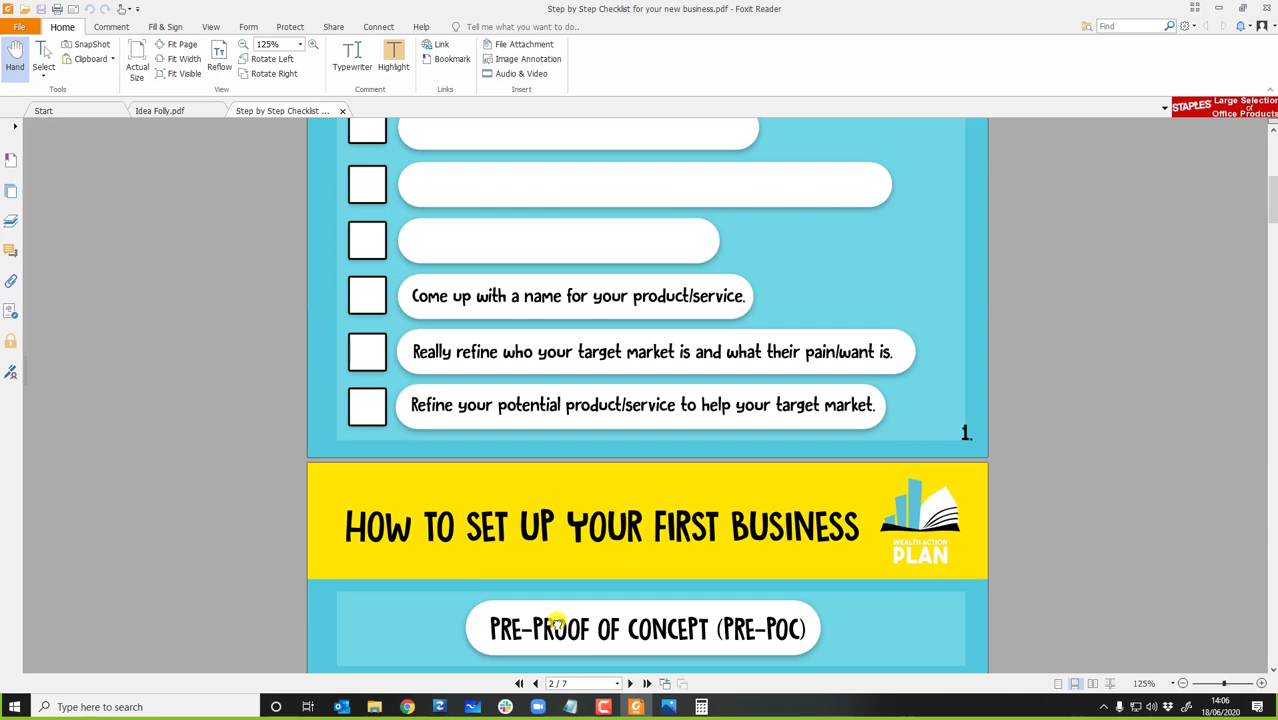 Step by Step Checklist for your new business.pdf - Foxit Reader
File Home Comment Fill & Sign View Form Protect Share Connect Help Tell me what you want to do.. Find
Hand
Select
SnapShot
Clipboard
Tools
Actual
Size
Fit Page
Fit Width
Fit Visible
Reflow
125%
Rotate Left
Rotate Right
View
Typewriter
Highlight
Comment
Link
Bookmark
Links
File Attachment
Image Annotation
Audio & Video
Insert
Start Idea Folly.pdf Step by Step Checklist ...
STAPLES Large Selection
of
Office Products
Come up with a name for your product/service.
Really refine who your target market is and what their pain/want is.
Refine your potential product/service to help your target market.
1.
HOW TO SET UP YOUR FIRST BUSINESS
WEALTH ACTION
PLAN
PRE-PROOF OF CONCEPT (PRE-POC)
2 / 7
125%
Type here to search
14:06
18/06/2020